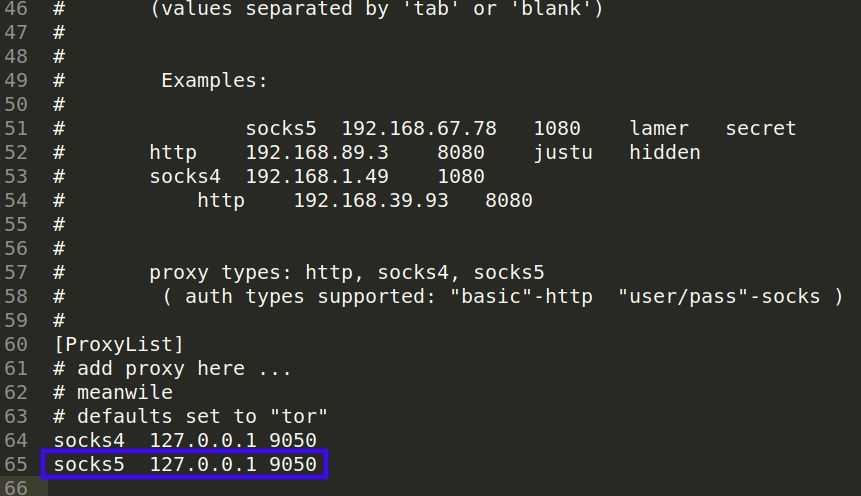 46 #       (values separated by 'tab' or 'blank')
47 #
48 #
49 #        Examples:
50 #
51 #               socks5  192.168.67.78   1080    lamer   secret
52 #       http    192.168.89.3    8080    justu   hidden
53 #       socks4  192.168.1.49    1080
54 #           http    192.168.39.93   8080
55 #
56 #
57 #       proxy types: http, socks4, socks5
58 #        ( auth types supported: "basic"-http  "user/pass"-socks )
59 #
60 [ProxyList]
61 # add proxy here ...
62 # meanwile
63 # defaults set to "tor"
64 socks4  127.0.0.1 9050
65 socks5  127.0.0.1 9050
66